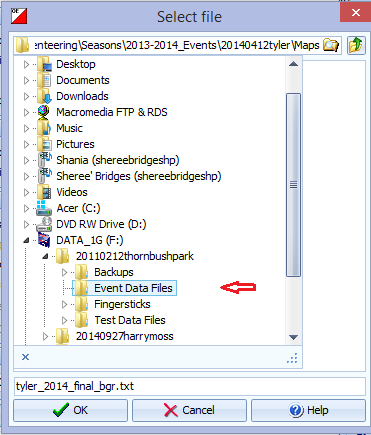 OE
Select file
enteering\Seasons\2013-2014_Events\20140412tyler\Maps
Desktop
Documents
Downloads
Macromedia FTP & RDS
Music
Pictures
Shania (shereebridgeshp)
Sheree' Bridges (shereebridgeshp)
Videos
Acer (C:)
DVD RW Drive (D:)
DATA_1G (F:)
20110212thornbushpark
Backups
Event Data Files
Fingersticks
Test Data Files
20140927harrymoss
tyler_2014_final_bgr.txt
OK
Cancel
Help